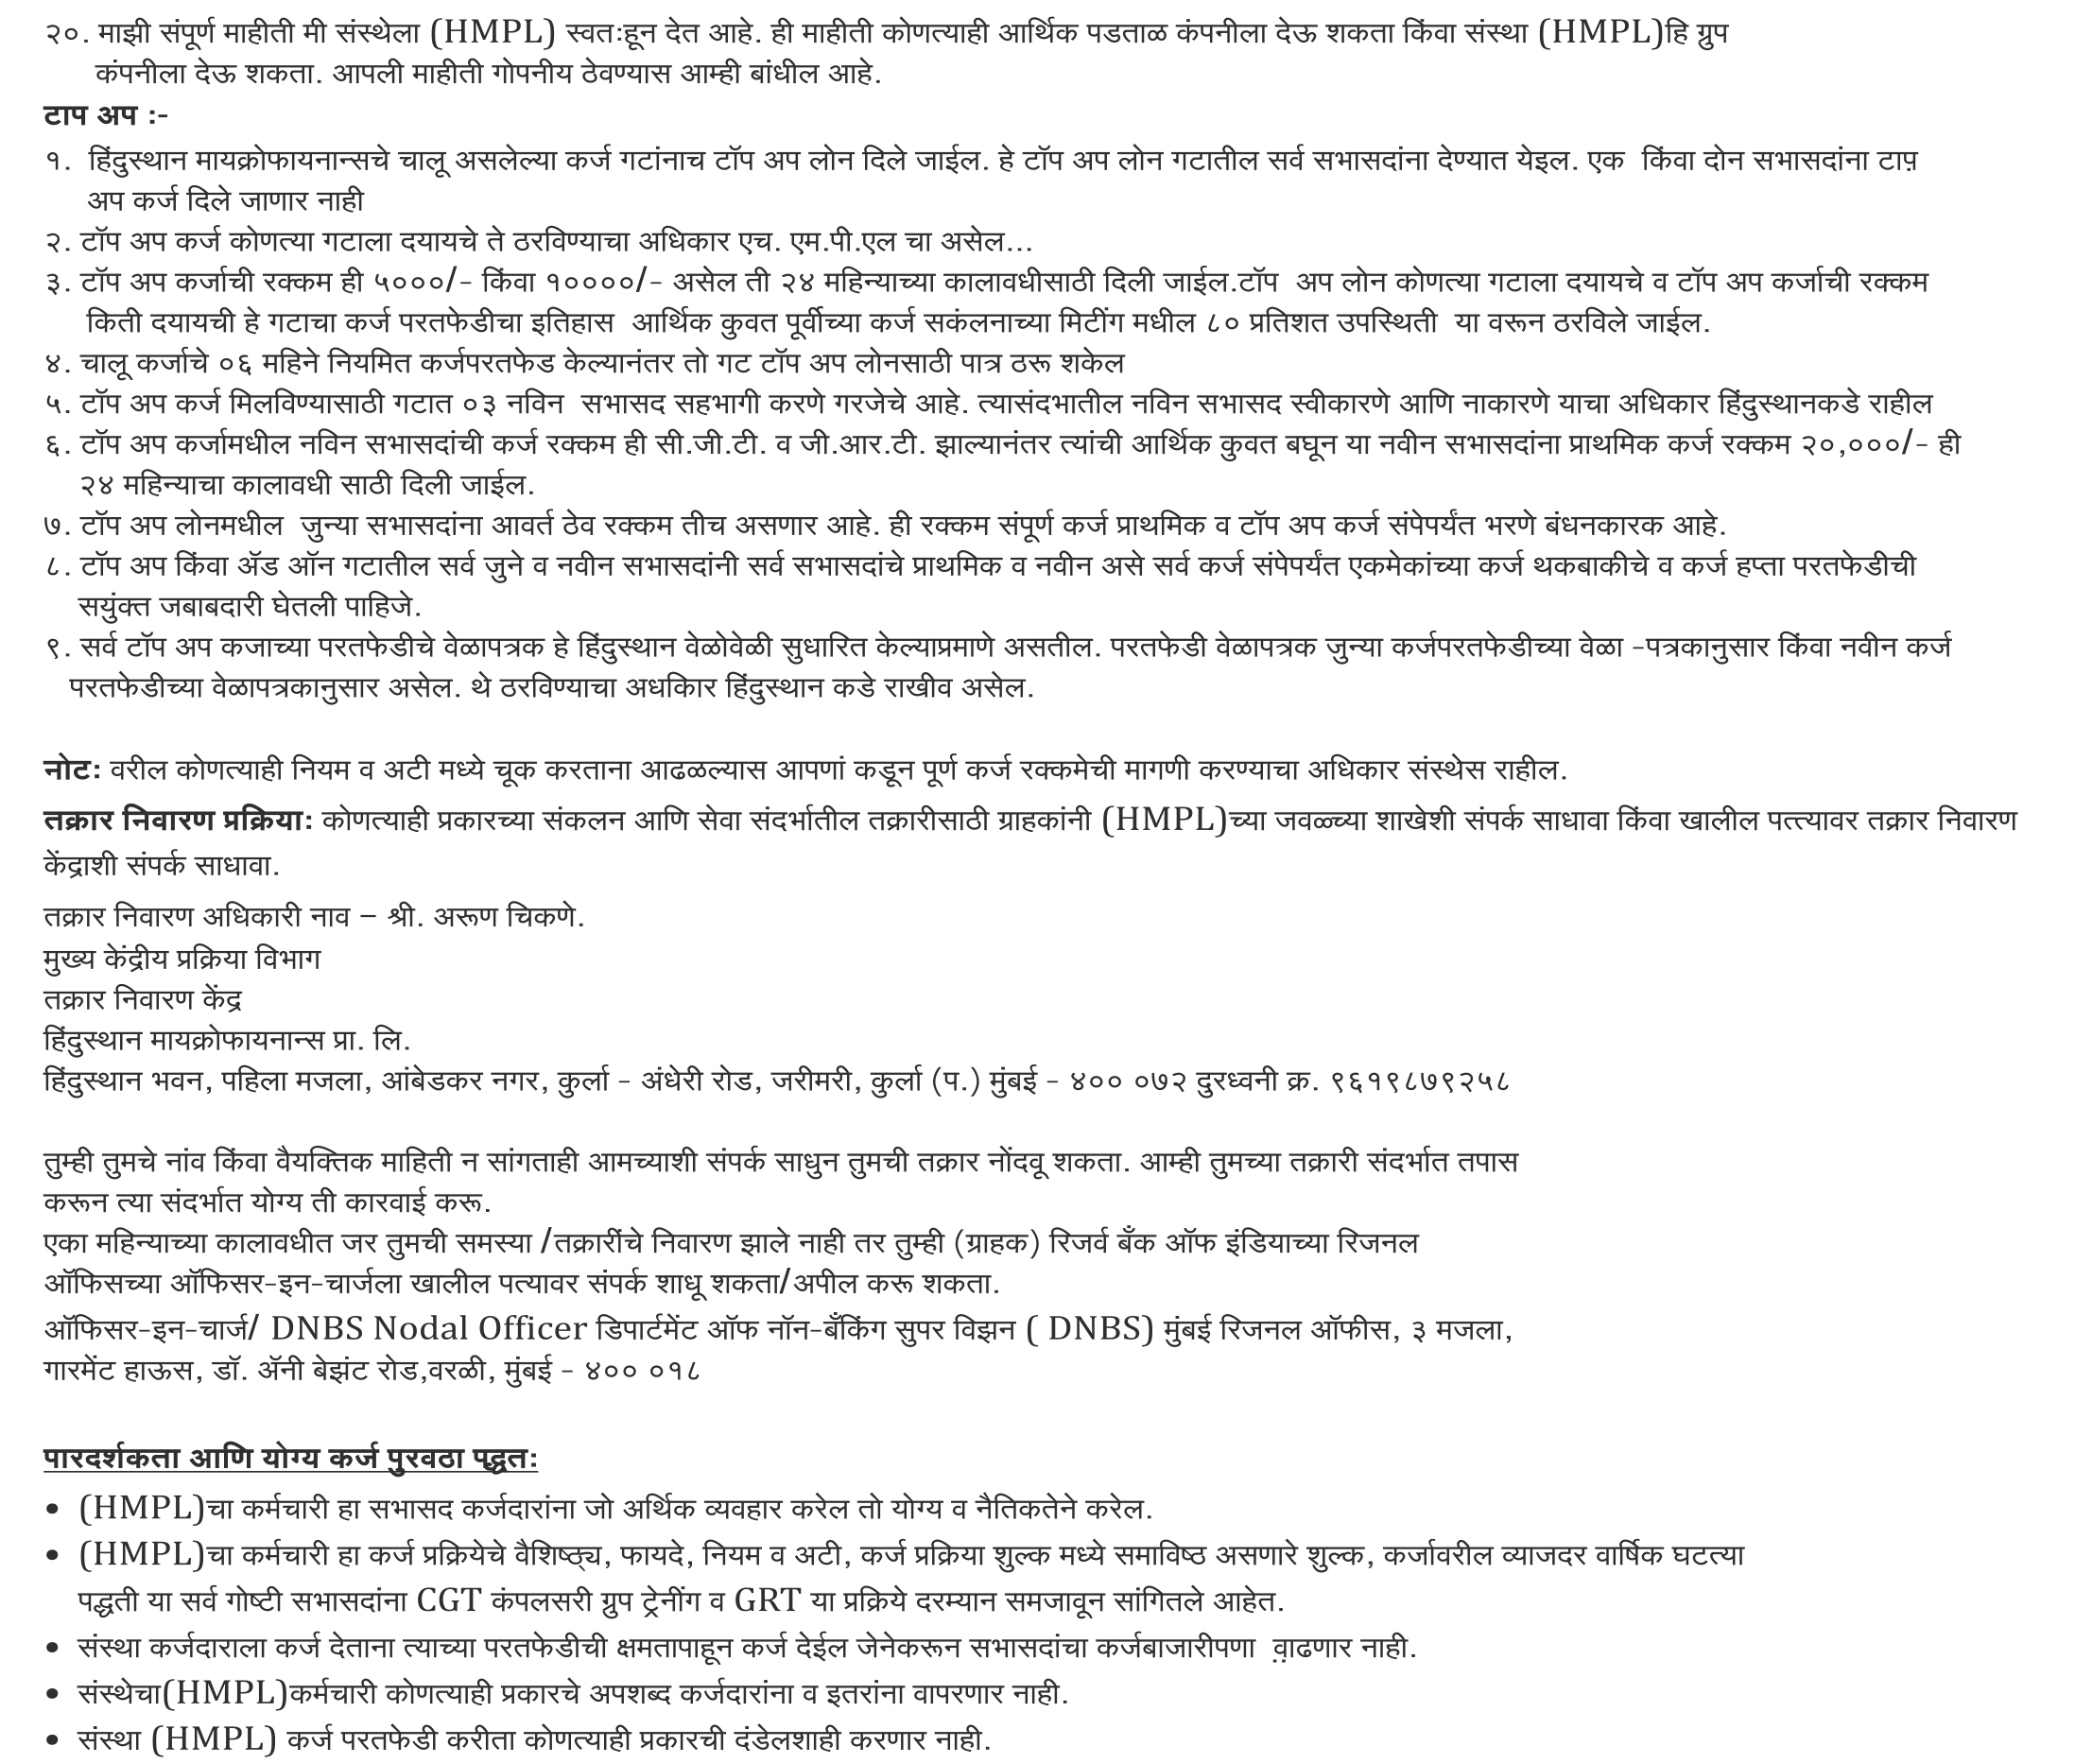 २०. माझी संपूर्ण माहीती मी संस्थेला (HMPL) स्वतःहून देत आहे. ही माहीती कोणत्याही आर्थिक पडताळ कंपनीला देऊ शकता किंवा संस्था (HMPL)हि ग्रुप
कंपनीला देऊ शकता. आपली माहीती गोपनीय ठेवण्यास आम्ही बांधील आहे.
टाप अप :-
१. हिंदुस्थान मायक्रोफायनान्सचे चालू असलेल्या कर्ज गटांनाच टॉप अप लोन दिले जाईल. हे टॉप अप लोन गटातील सर्व सभासदांना देण्यात येइल. एक किंवा दोन सभासदांना टाप़
अप कर्ज दिले जाणार नाही
२. टॉप अप कर्ज कोणत्या गटाला दयायचे ते ठरविण्याचा अधिकार एच. एम.पी.एल चा असेल...
३. टॉप अप कर्जाची रक्कम ही ५०००/- किंवा १००००/- असेल ती २४ महिन्याच्या कालावधीसाठी दिली जाईल.टॉप अप लोन कोणत्या गटाला दयायचे व टॉप अप कर्जाची रक्कम
किती दयायची हे गटाचा कर्ज परतफेडीचा इतिहास आर्थिक कुवत पूर्वीच्या कर्ज सकंलनाच्या मिटींग मधील ८० प्रतिशत उपस्थिती या वरून ठरविले जाईल.
४. चालू कर्जाचे ०६ महिने नियमित कर्जपरतफेड केल्यानंतर तो गट टॉप अप लोनसाठी पात्र ठरू शकेल
५. टॉप अप कर्ज मिलविण्यासाठी गटात ०३ नविन सभासद सहभागी करणे गरजेचे आहे. त्यासंदभातील नविन सभासद स्वीकारणे आणि नाकारणे याचा अधिकार हिंदुस्थानकडे राहील
६. टॉप अप कर्जामधील नविन सभासदांची कर्ज रक्कम ही सी.जी.टी. व जी.आर.टी. झाल्यानंतर त्यांची आर्थिक कुवत बघून या नवीन सभासदांना प्राथमिक कर्ज रक्कम २०,०००/- ही
२४ महिन्याचा कालावधी साठी दिली जाईल.
७. टॉप अप लोनमधील जुन्या सभासदांना आवर्त ठेव रक्कम तीच असणार आहे. ही रक्कम संपूर्ण कर्ज प्राथमिक व टॉप अप कर्ज संपेपर्यंत भरणे बंधनकारक आहे.
८. टॉप अप किंवा ॲड ऑन गटातील सर्व जुने व नवीन सभासदांनी सर्व सभासदांचे प्राथमिक व नवीन असे सर्व कर्ज संपेपर्यंत एकमेकांच्या कर्ज थकबाकीचे व कर्ज हप्ता परतफेडीची
सयुंक्त जबाबदारी घेतली पाहिजे.
९. सर्व टॉप अप कजाच्या परतफेडीचे वेळापत्रक हे हिंदुस्थान वेळोवेळी सुधारित केल्याप्रमाणे असतील. परतफेडी वेळापत्रक जुन्या कर्जपरतफेडीच्या वेळा -पत्रकानुसार किंवा नवीन कर्ज
परतफेडीच्या वेळापत्रकानुसार असेल. थे ठरविण्याचा अधकिार हिंदुस्थान कडे राखीव असेल.
नोट: वरील कोणत्याही नियम व अटी मध्ये चूक करताना आढळल्यास आपणां कडून पूर्ण कर्ज रक्कमेची मागणी करण्याचा अधिकार संस्थेस राहील.
तक्रार निवारण प्रक्रिया: कोणत्याही प्रकारच्या संकलन आणि सेवा संदर्भातील तक्रारीसाठी ग्राहकांनी (HMPL)च्या जवळ्च्या शाखेशी संपर्क साधावा किंवा खालील पत्त्यावर तक्रार निवारण
केंद्राशी संपर्क साधावा.
तक्रार निवारण अधिकारी नाव – श्री. अरूण चिकणे.
मुख्य केंद्रीय प्रक्रिया विभाग
तक्रार निवारण केंद्र
हिंदुस्थान मायक्रोफायनान्स प्रा. लि.
हिंदुस्थान भवन, पहिला मजला, आंबेडकर नगर, कुर्ला - अंधेरी रोड, जरीमरी, कुर्ला (प.) मुंबई - ४०० ०७२ दुरध्वनी क्र. ९६१९८७९२५८
तुम्ही तुमचे नांव किंवा वैयक्तिक माहिती न सांगताही आमच्याशी संपर्क साधुन तुमची तक्रार नोंदवू शकता. आम्ही तुमच्या तक्रारी संदर्भात तपास
करून त्या संदर्भात योग्य ती कारवाई करू.
एका महिन्याच्या कालावधीत जर तुमची समस्या /तक्रारींचे निवारण झाले नाही तर तुम्ही (ग्राहक) रिजर्व बँक ऑफ इंडियाच्या रिजनल
ऑफिसच्या ऑफिसर-इन-चार्जला खालील पत्यावर संपर्क शाधू शकता/अपील करू शकता.
ऑफिसर-इन-चार्ज/ DNBS Nodal Officer डिपार्टमेंट ऑफ नॉन-बँकिंग सुपर विझन ( DNBS) मुंबई रिजनल ऑफीस, ३ मजला,
गारमेंट हाऊस, डॉ. ॲनी बेझंट रोड,वरळी, मुंबई - ४०० ०१८
पारदर्शकता आणि योग्य कर्ज पुरवठा पद्धत:
• (HMPL)चा कर्मचारी हा सभासद कर्जदारांना जो अर्थिक व्यवहार करेल तो योग्य व नैतिकतेने करेल.
• (HMPL)चा कर्मचारी हा कर्ज प्रक्रियेचे वैशिष्ठ्य, फायदे, नियम व अटी, कर्ज प्रक्रिया शुल्क मध्ये समाविष्ठ असणारे शुल्क, कर्जावरील व्याजदर वार्षिक घटत्या
पद्धती या सर्व गोष्टी सभासदांना CGT कंपलसरी ग्रुप ट्रेनींग व GRT या प्रक्रिये दरम्यान समजावून सांगितले आहेत.
• संस्था कर्जदाराला कर्ज देताना त्याच्या परतफेडीची क्षमतापाहून कर्ज देईल जेनेकरून सभासदांचा कर्जबाजारीपणा वाढणार नाही.
• संस्थेचा(HMPL)कर्मचारी कोणत्याही प्रकारचे अपशब्द कर्जदारांना व इतरांना वापरणार नाही.
• संस्था (HMPL) कर्ज परतफेडी करीता कोणत्याही प्रकारची दंडेलशाही करणार नाही.